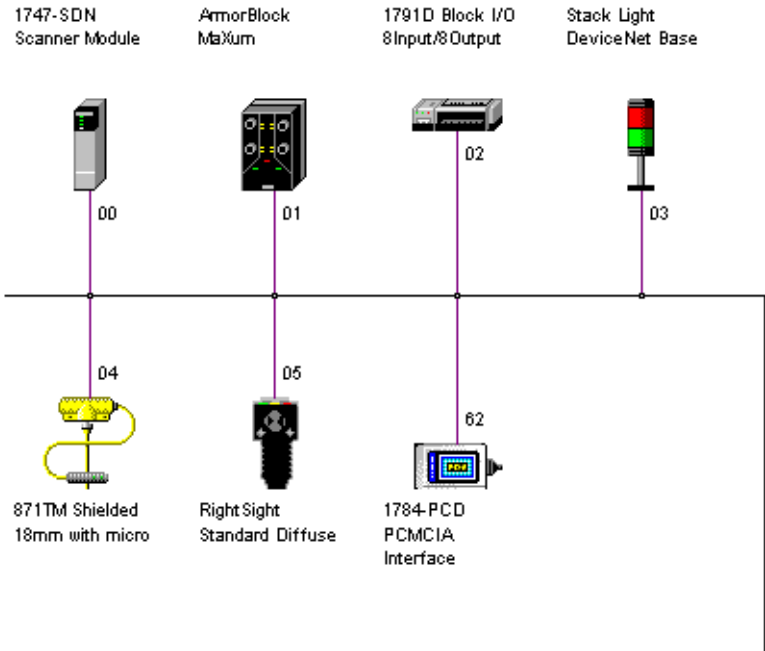 1747-SDN
Scanner Module
ArmorBlock
MaXum
1791D Block I/O
8Input/8Output
Stack Light
DeviceNet Base
00
01
02
03
04
05
62
871TM Shielded
18mm with micro
RightSight
Standard Diffuse
1784-PCD
PCMCIA
Interface